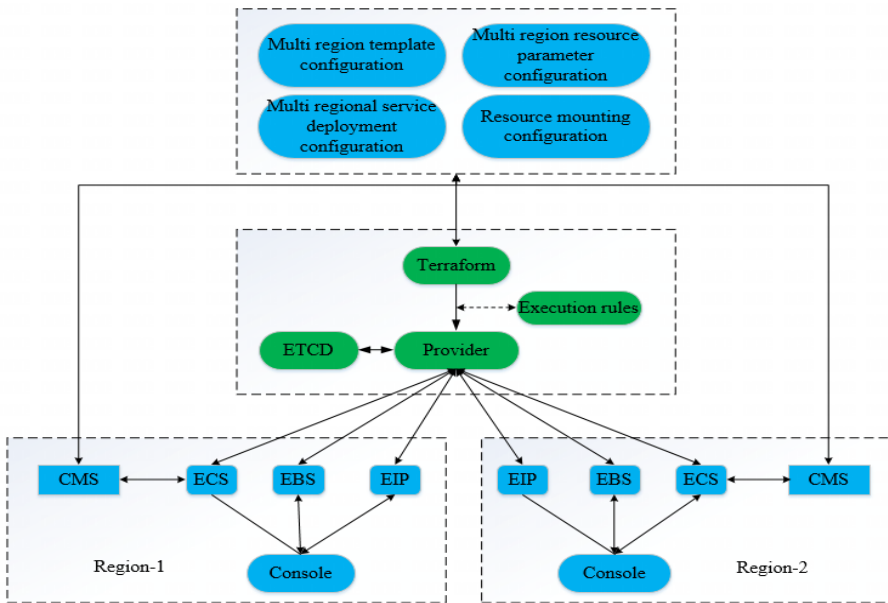 Multi region template
configuration
Multi region resource
parameter
configuration
Multi regional service
deployment
configuration
Resource mounting
configuration
Terraform
Execution rules
ETCD
Provider
CMS
ECS
EBS
EIP
EIP
EBS
ECS
CMS
Region-1
Console
Console
Region-2